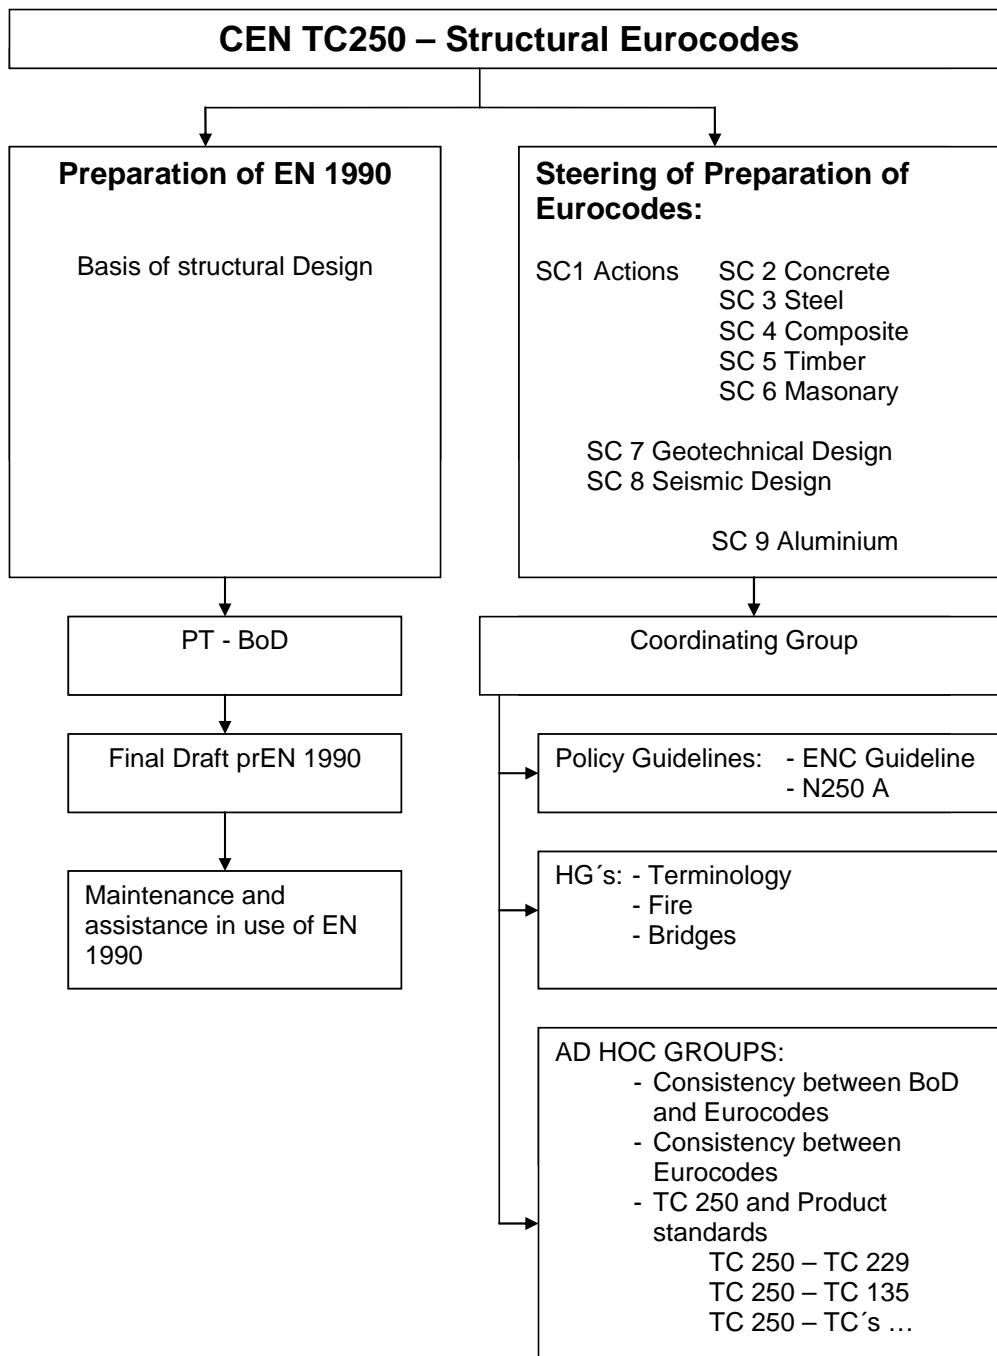 CEN TC250 – Structural Eurocodes
Preparation of EN 1990
Basis of structural Design
Steering of Preparation of
Eurocodes:
SC1 Actions SC 2 Concrete
SC 3 Steel
SC 4 Composite
SC 5 Timber
SC 6 Masonary
SC 7 Geotechnical Design
SC 8 Seismic Design
SC 9 Aluminium
PT - BoD
Final Draft prEN 1990
Maintenance and
assistance in use of EN
1990
Coordinating Group
Policy Guidelines: - ENC Guideline
- N250 A
HG´s: - Terminology
- Fire
- Bridges
AD HOC GROUPS:
- Consistency between BoD
and Eurocodes
- Consistency between
Eurocodes
- TC 250 and Product
standards
TC 250 – TC 229
TC 250 – TC 135
TC 250 – TC´s …